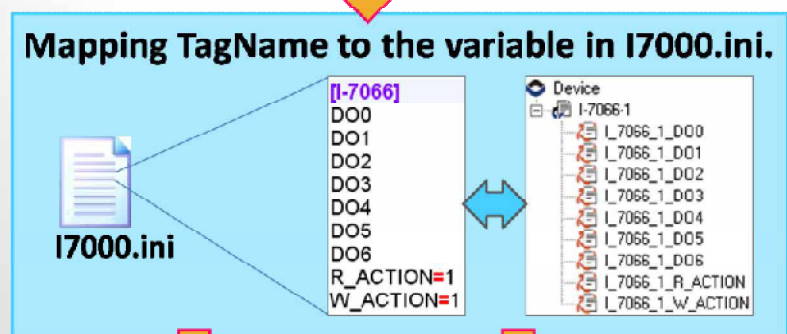 Mapping TagName to the variable in I7000.ini.
I7000.ini
[I-7066]
DO0
DO1
DO2
DO3
DO4
DO5
DO6
R_ACTION=1
W_ACTION=1
Device
I-7066-1
I_7066_1_DO0
I_7066_1_DO1
I_7066_1_DO2
I_7066_1_DO3
I_7066_1_DO4
I_7066_1_DO5
I_7066_1_DO6
I_7066_1_R_ACTION
I_7066_1_W_ACTION